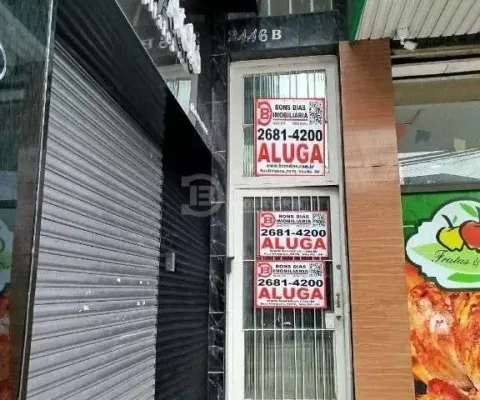 2446 B
BONS DIAS
IMOBILIÁRIA
2681-4200
ALUGA
BONS DIAS
IMOBILIÁRIA
2681-4200
ALUGA
BONS DIAS
IMOBILIÁRIA
2681-4200
ALUGA
Frutas